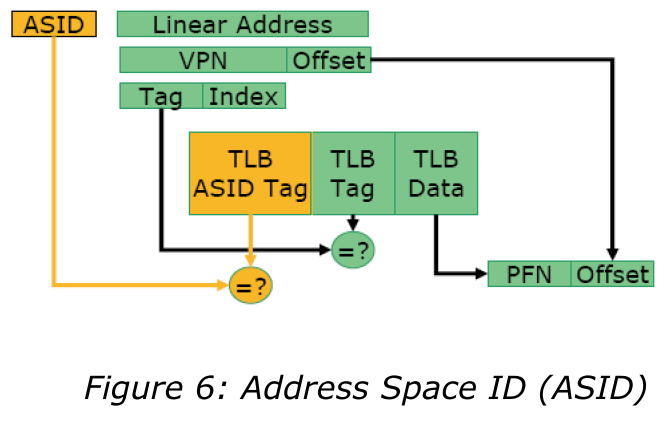 ASID
Linear Address
VPN
Offset
Tag
Index
TLB
ASID Tag
TLB
Tag
TLB
Data
=?
=?
PFN
Offset
Figure 6: Address Space ID (ASID)